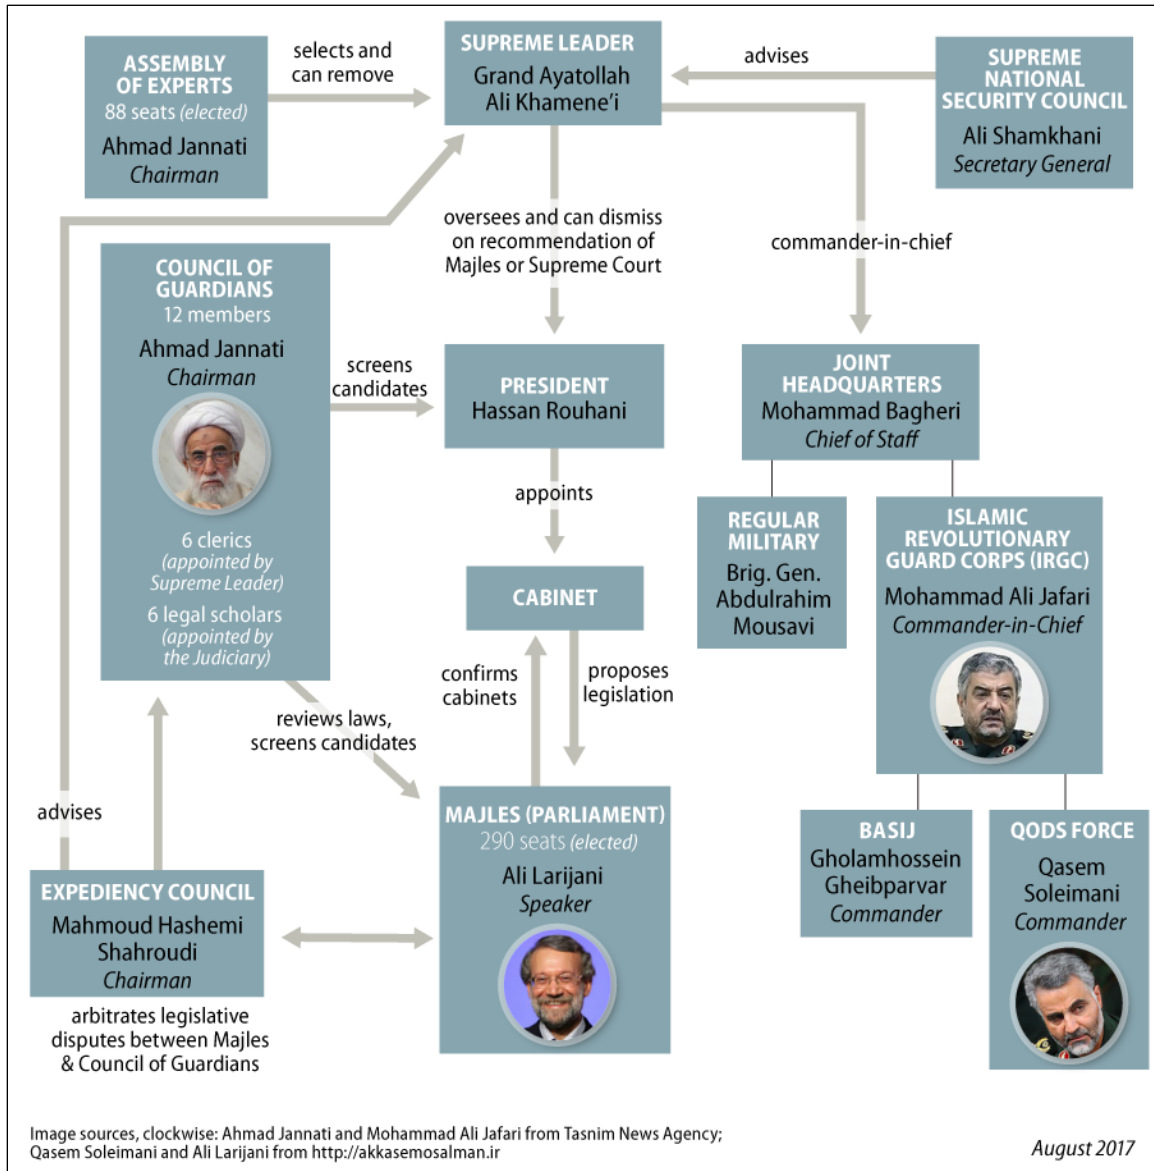 ASSEMBLY
OF EXPERTS
88 seats (elected)
Ahmad Jannati
Chairman
selects and
can remove
SUPREME LEADER
Grand Ayatollah
Ali Khamene’i
advises
SUPREME
NATIONAL
SECURITY COUNCIL
Ali Shamkhani
Secretary General
oversees and can dismiss
on recommendation of
Majles or Supreme Court
commander-in-chief
COUNCIL OF
GUARDIANS
12 members
Ahmad Jannati
Chairman
6 clerics
(appointed by
Supreme Leader)
6 legal scholars
(appointed by
the Judiciary)
screens
candidates
PRESIDENT
Hassan Rouhani
JOINT
HEADQUARTERS
Mohammad Bagheri
Chief of Staff
appoints
REGULAR
MILITARY
Brig. Gen.
Abdulrahim
Mousavi
ISLAMIC
REVOLUTIONARY
GUARD CORPS (IRGC)
Mohammad Ali Jafari
Commander-in-Chief
CABINET
confirms
cabinets
proposes
legislation
reviews laws,
screens candidates
advises
MAJLES (PARLIAMENT)
290 seats (elected)
Ali Larijani
Speaker
BASIJ
Gholamhossein
Gheibparvar
Commander
QODS FORCE
Qasem
Soleimani
Commander
EXPEDIENCY COUNCIL
Mahmoud Hashemi
Shahroudi
Chairman
arbitrates legislative
disputes between Majles
& Council of Guardians
Image sources, clockwise: Ahmad Jannati and Mohammad Ali Jafari from Tasnim News Agency;
Qasem Soleimani and Ali Larijani from http://akkasemosalman.ir
August 2017